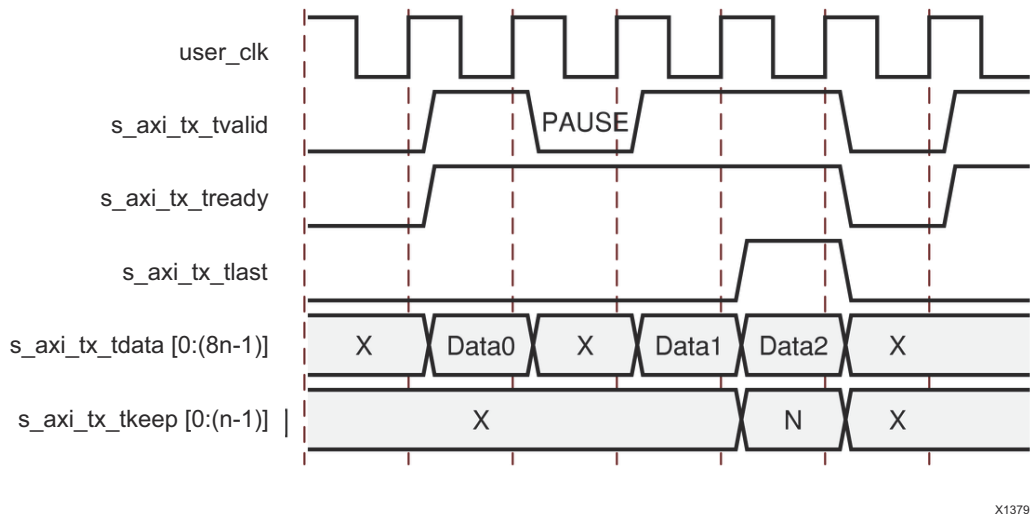 user_clk
s_axi_tx_tvalid PAUSE
s_axi_tx_tready
s_axi_tx_tlast
s_axi_tx_tdata [0:(8n-1)] X Data0 X Data1 Data2 X
s_axi_tx_tkeep [0:(n-1)] X N X
X1379